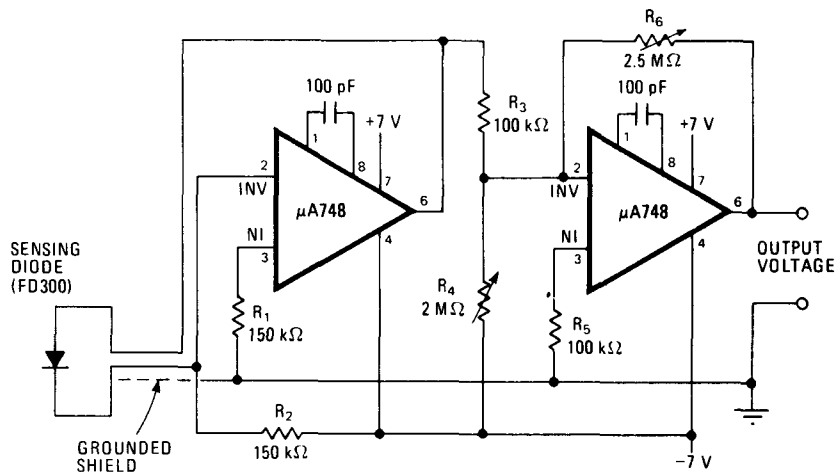 R6
2.5 MΩ
100 pF
+7 V
R3
100 kΩ
100 pF
+7 V
1
8
7
2
INV
6
μA748
NI
3
4
1
8
7
2
INV
6
μA748
NI
3
4
SENSING
DIODE
(FD300)
R1
150 kΩ
R4
2 MΩ
R5
100 kΩ
OUTPUT
VOLTAGE
R2
150 kΩ
GROUNDED
SHIELD
−7 V